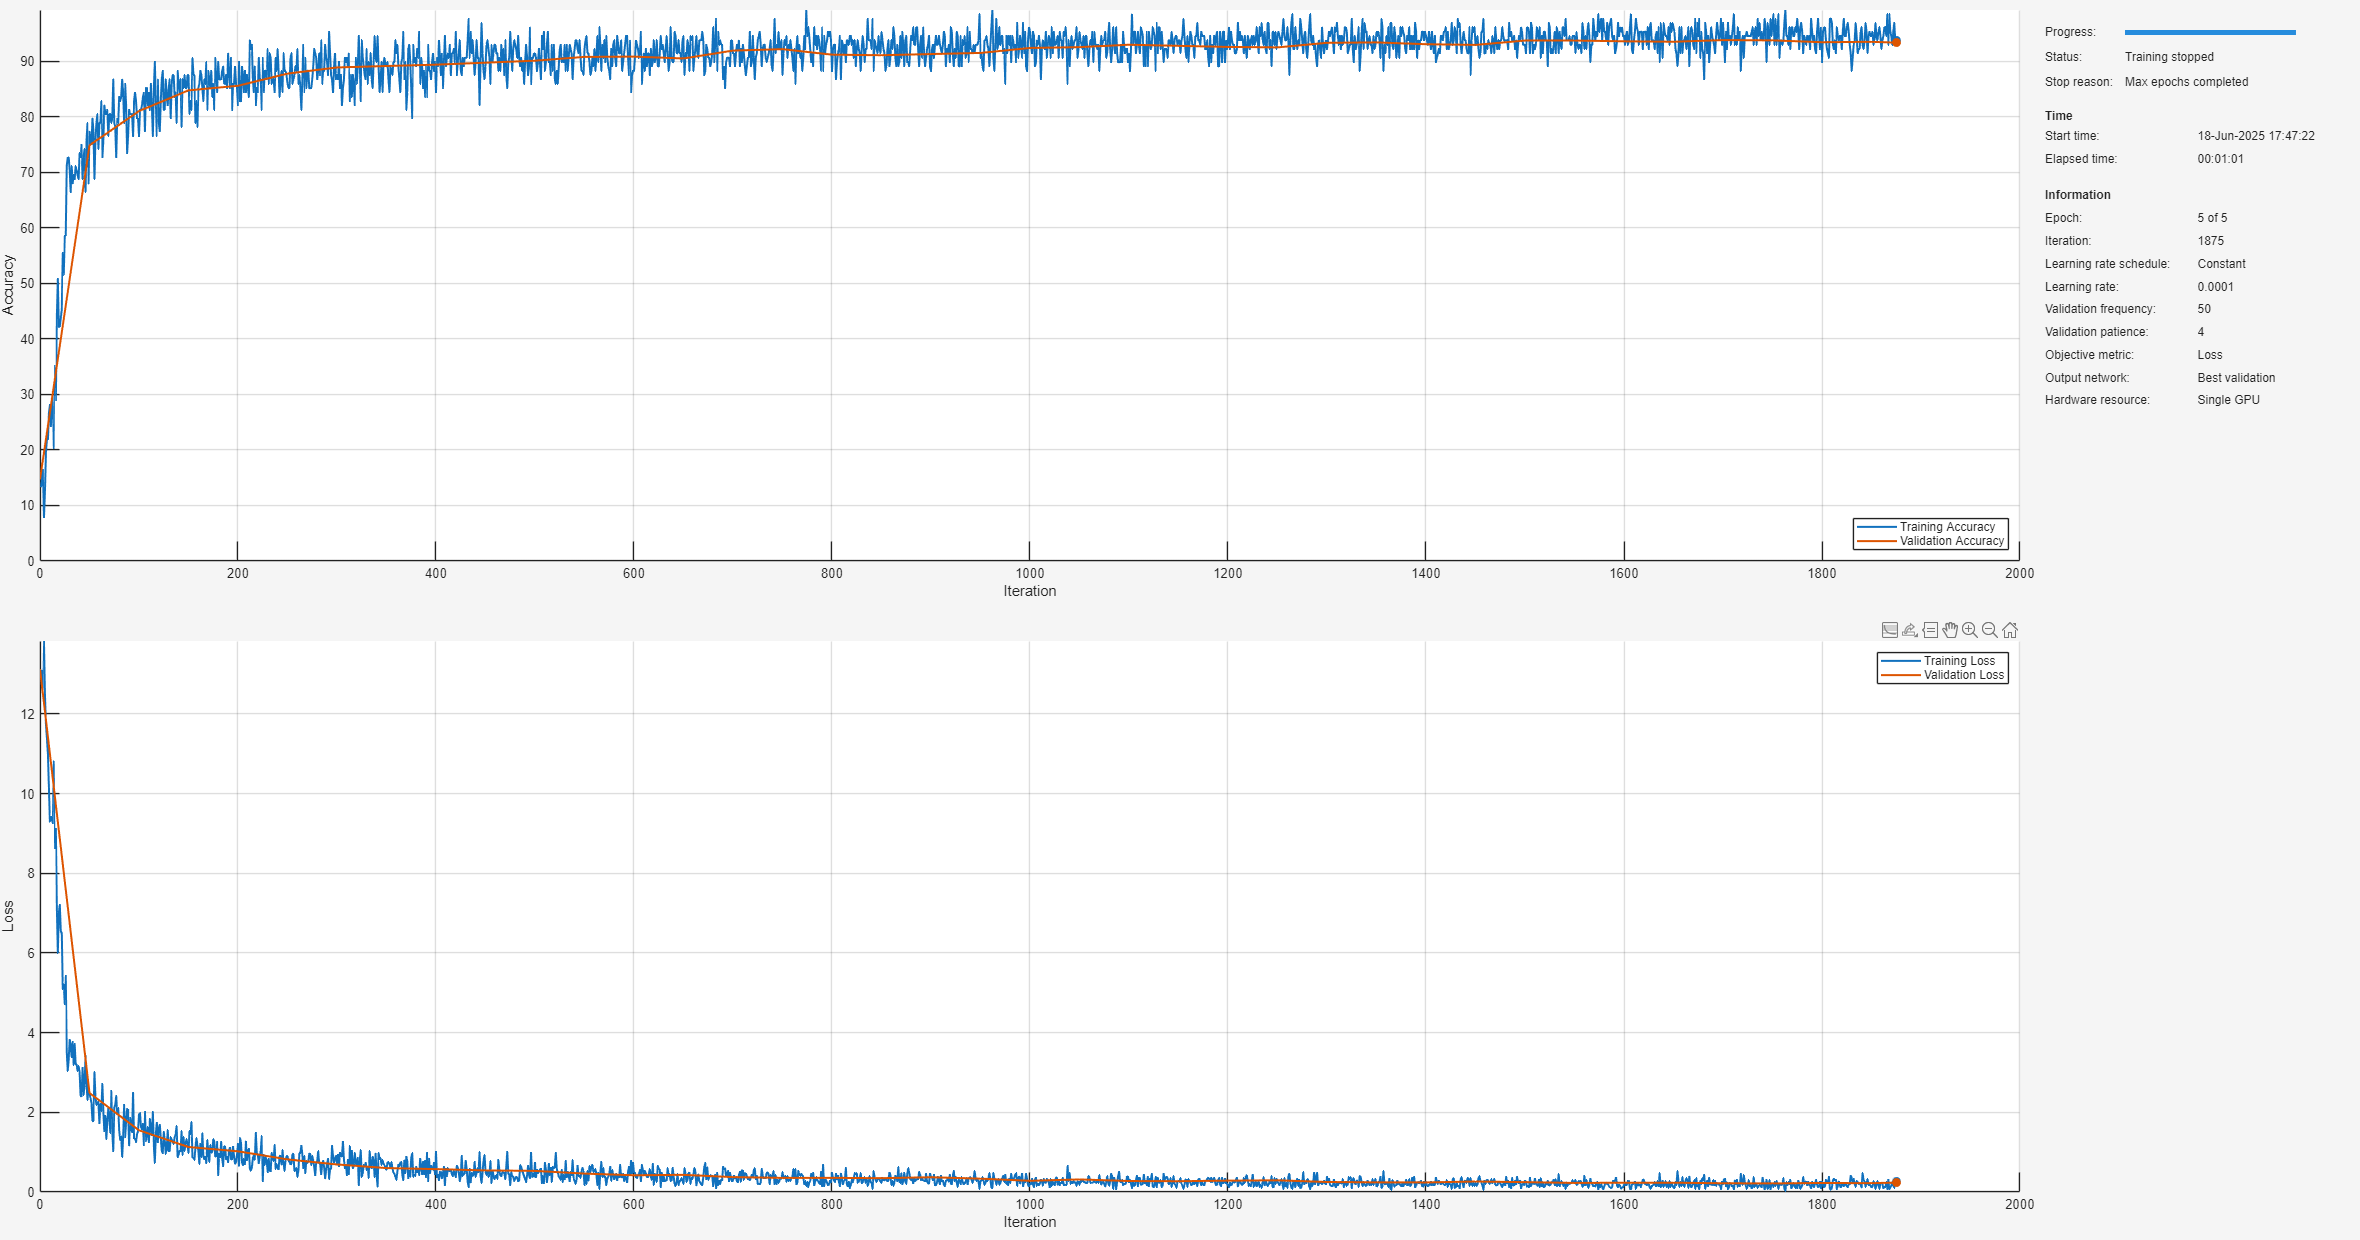 90
80
70
60
50
40
30
20
10
0
Accuracy
0 200 400 600 800 1000 1200 1400 1600 1800 2000
Iteration
Training Accuracy
Validation Accuracy
12
10
8
6
4
2
0
Loss
0 200 400 600 800 1000 1200 1400 1600 1800 2000
Iteration
Training Loss
Validation Loss
Progress:
Status: Training stopped
Stop reason: Max epochs completed
Time
Start time: 18-Jun-2025 17:47:22
Elapsed time: 00:01:01
Information
Epoch: 5 of 5
Iteration: 1875
Learning rate schedule: Constant
Learning rate: 0.0001
Validation frequency: 50
Validation patience: 4
Objective metric: Loss
Output network: Best validation
Hardware resource: Single GPU